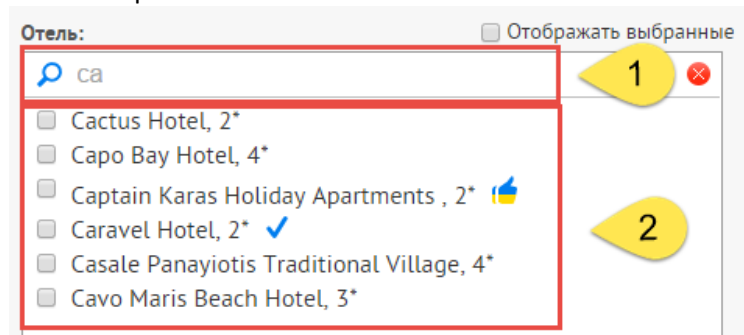 Отель: Отображать выбранные
ca 1
Cactus Hotel, 2*
Capo Bay Hotel, 4*
Captain Karas Holiday Apartments , 2*
Caravel Hotel, 2* 2
Casale Panayiotis Traditional Village, 4*
Cavo Maris Beach Hotel, 3*